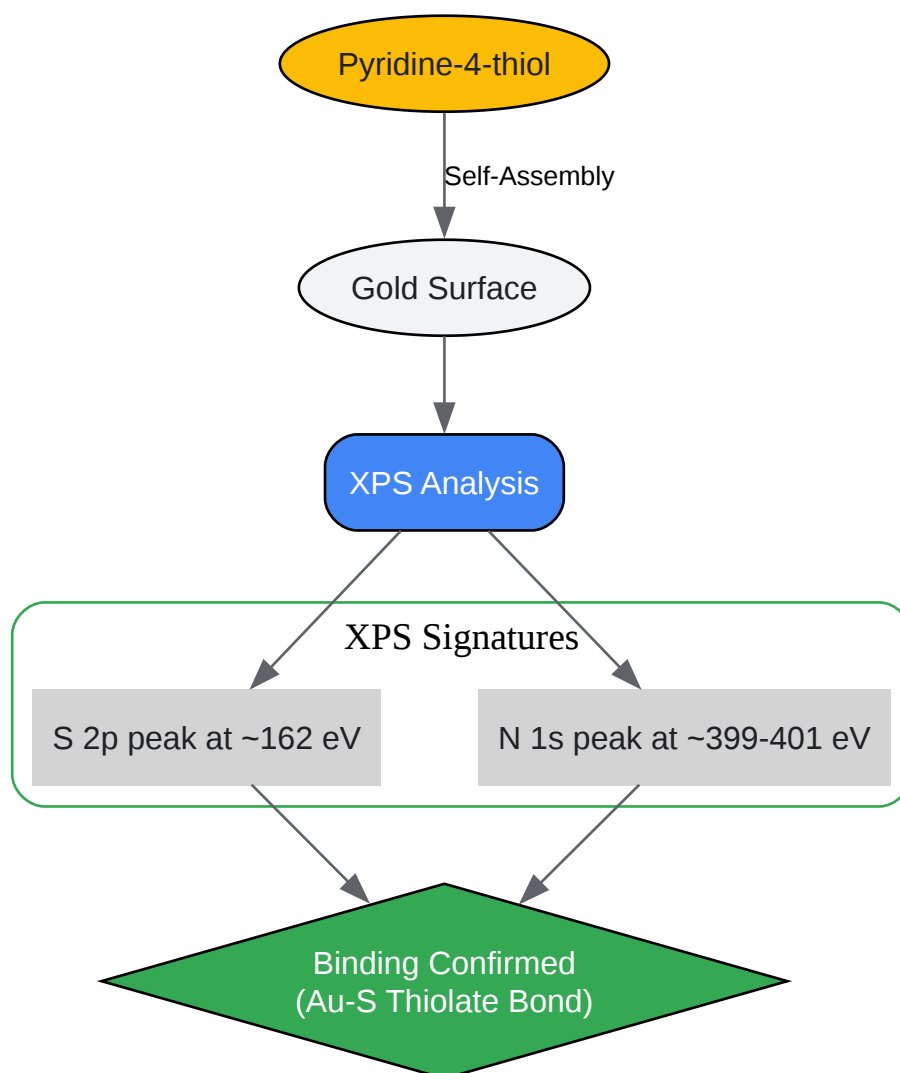 Pyridine-4-thiol
Self-Assembly
Gold Surface
XPS Analysis
XPS Signatures
S 2p peak at ~162 eV
N 1s peak at ~399-401 eV
Binding Confirmed
(Au-S Thiolate Bond)